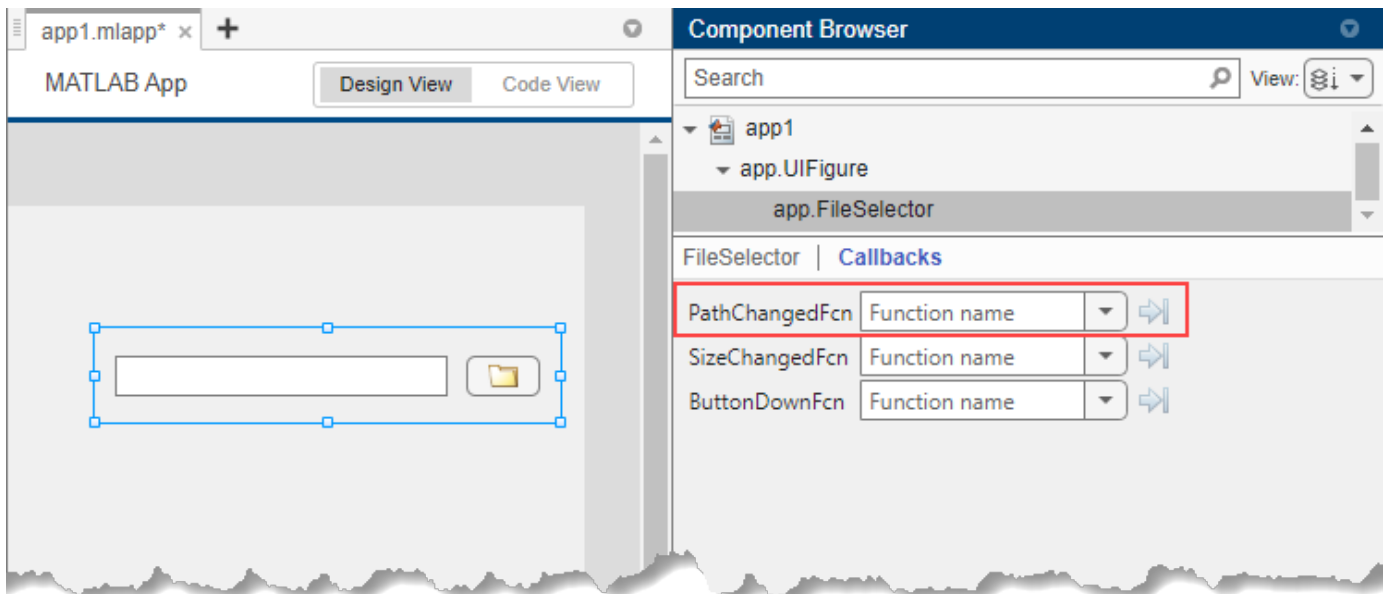 app1.mlapp* ×
MATLAB App
Design View Code View
Component Browser
Search
View:
app1
app.UIFigure
app.FileSelector
FileSelector | Callbacks
PathChangedFcn Function name
SizeChangedFcn Function name
ButtonDownFcn Function name